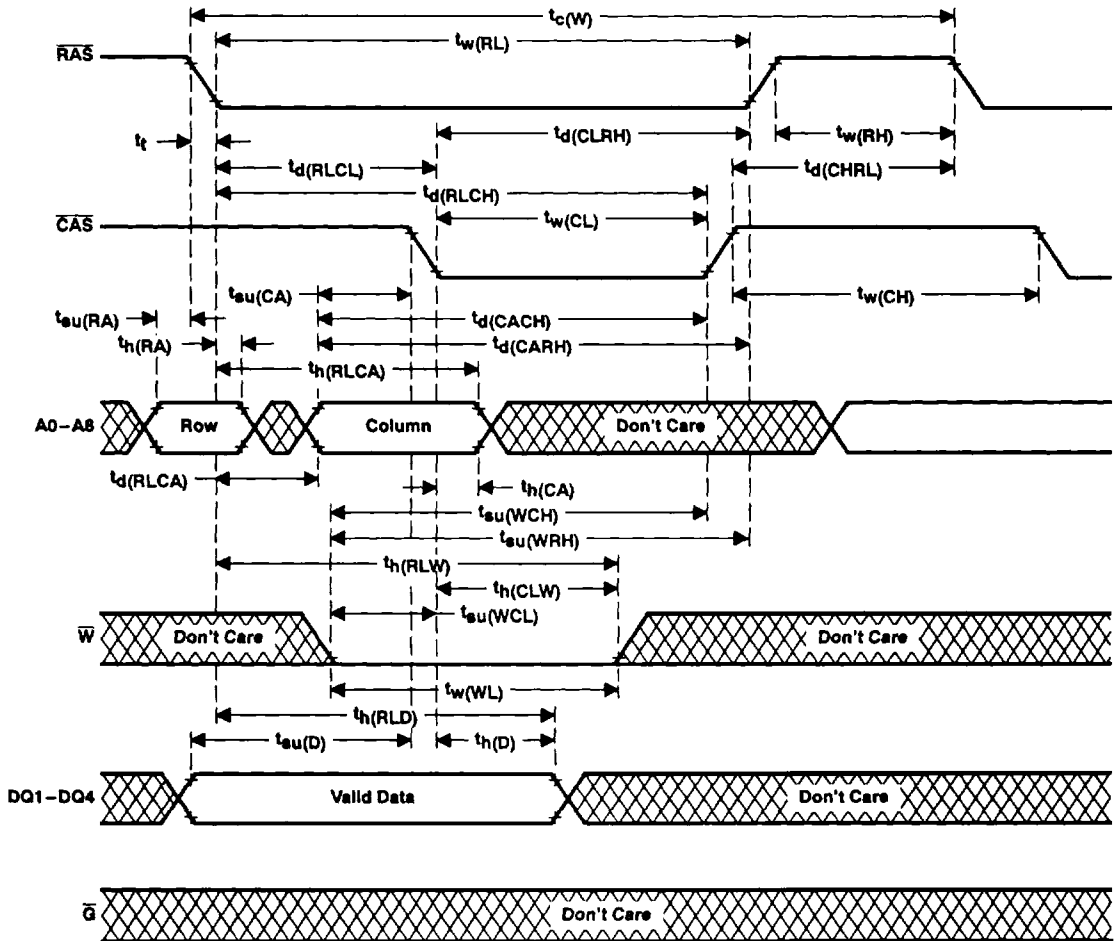 tc(W)
tw(RL)
RAS
tt
td(CLRH)
tw(RH)
td(RLCL)
td(CHRL)
td(RLCH)
CAS
tw(CL)
tsu(CA)
tw(CH)
tsu(RA)
td(CACH)
th(RA)
td(CARH)
th(RLCA)
A0–A8
Row
Column
Don't Care
td(RLCA)
th(CA)
tsu(WCH)
tsu(WRH)
th(RLW)
th(CLW)
tsu(WCL)
W
Don't Care
Don't Care
tw(WL)
th(RLD)
tsu(D)
th(D)
DQ1–DQ4
Valid Data
Don't Care
G
Don't Care